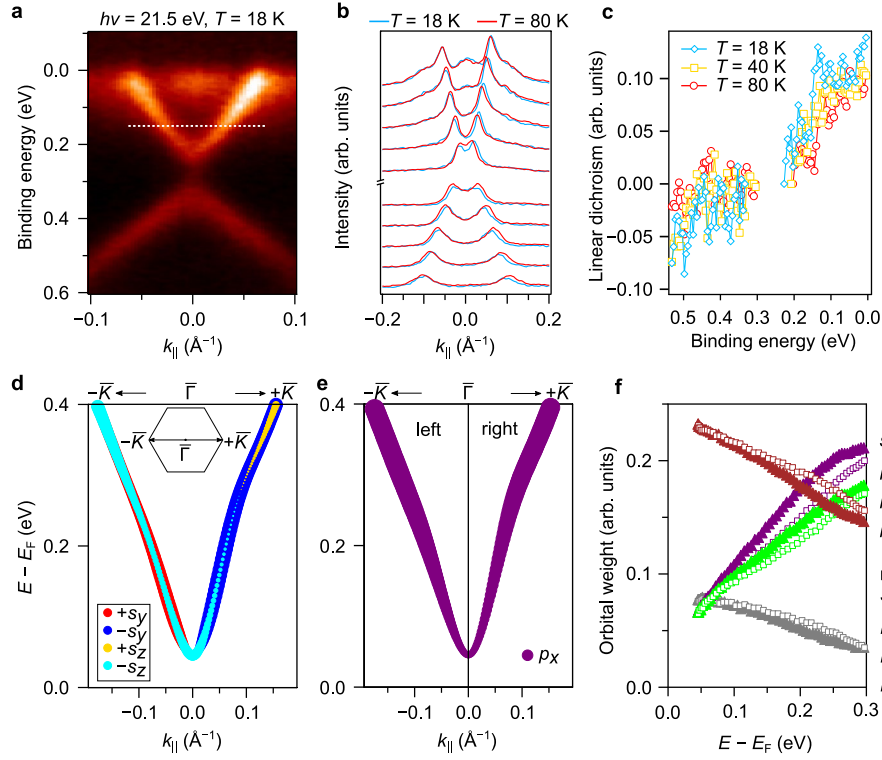 a
hν = 21.5 eV, T = 18 K
Binding energy (eV)
0.0
0.2
0.4
0.6
−0.1
0.0
0.1
k|| (Å⁻¹)
b
T = 18 K
T = 80 K
Intensity (arb. units)
−0.2
0.0
0.2
k|| (Å⁻¹)
c
T = 18 K
T = 40 K
T = 80 K
Linear dichroism (arb. units)
0.10
0.05
0.00
−0.05
−0.10
0.5 0.4 0.3 0.2 0.1 0.0
Binding energy (eV)
d
−K̅ Γ̅ +K̅
−K̅ +K̅
Γ̅
E − EF (eV)
0.4
0.2
0.0
+sy
−sy
+sz
−sz
−0.1 0.0 0.1
k|| (Å⁻¹)
e
−K̅ Γ̅ +K̅
left right
0.4
0.2
0.0
px
−0.1 0.0 0.1
k|| (Å⁻¹)
f
Orbital weight (arb. units)
0.2
0.1
0.0
0.0 0.1 0.2 0.3
E − EF (eV)